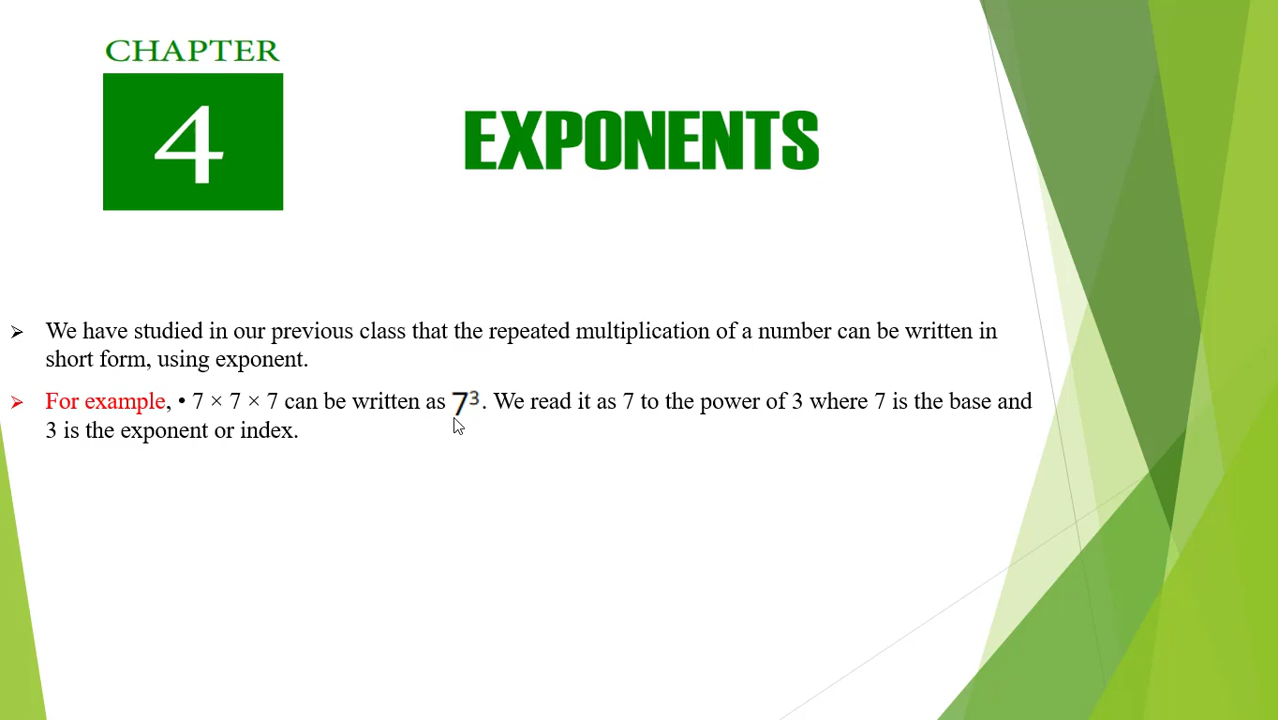 CHAPTER
4
EXPONENTS
➢ We have studied in our previous class that the repeated multiplication of a number can be written in
short form, using exponent.
➢ For example, • 7 × 7 × 7 can be written as 7³. We read it as 7 to the power of 3 where 7 is the base and
3 is the exponent or index.